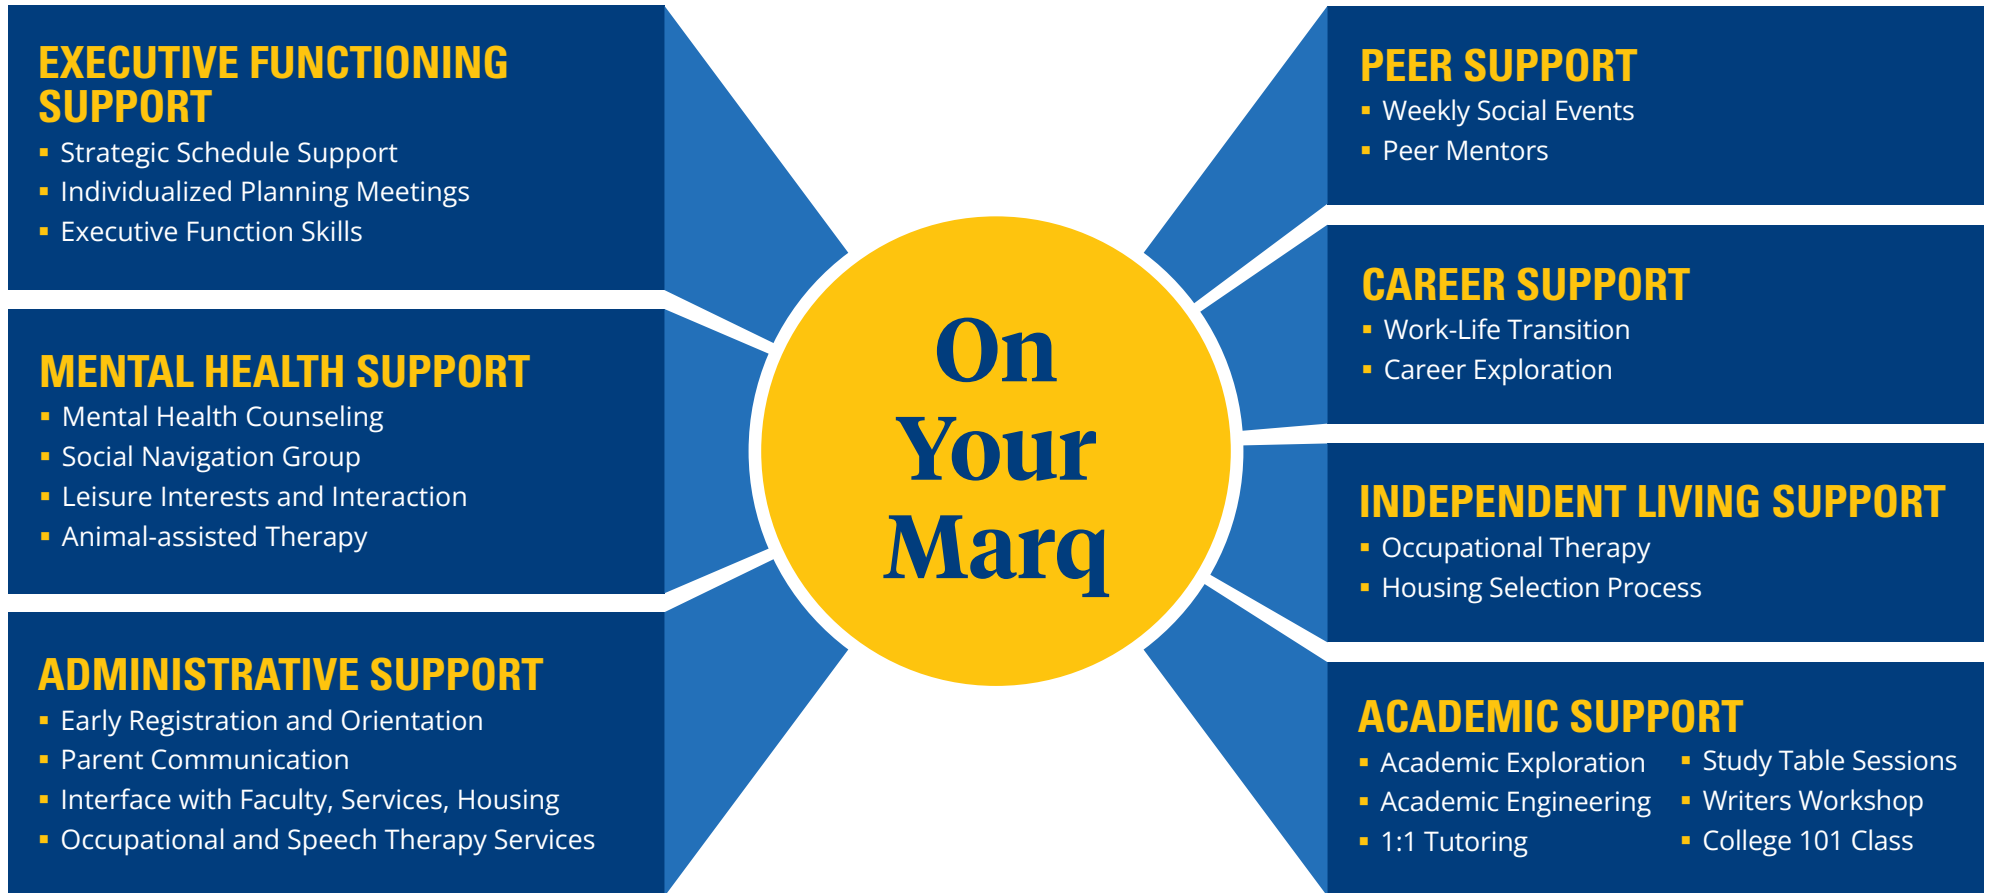 EXECUTIVE FUNCTIONING
SUPPORT
▪ Strategic Schedule Support
▪ Individualized Planning Meetings
▪ Executive Function Skills
MENTAL HEALTH SUPPORT
▪ Mental Health Counseling
▪ Social Navigation Group
▪ Leisure Interests and Interaction
▪ Animal-assisted Therapy
ADMINISTRATIVE SUPPORT
▪ Early Registration and Orientation
▪ Parent Communication
▪ Interface with Faculty, Services, Housing
▪ Occupational and Speech Therapy Services
On
Your
Marq
PEER SUPPORT
▪ Weekly Social Events
▪ Peer Mentors
CAREER SUPPORT
▪ Work-Life Transition
▪ Career Exploration
INDEPENDENT LIVING SUPPORT
▪ Occupational Therapy
▪ Housing Selection Process
ACADEMIC SUPPORT
▪ Academic Exploration
▪ Academic Engineering
▪ 1:1 Tutoring
▪ Study Table Sessions
▪ Writers Workshop
▪ College 101 Class